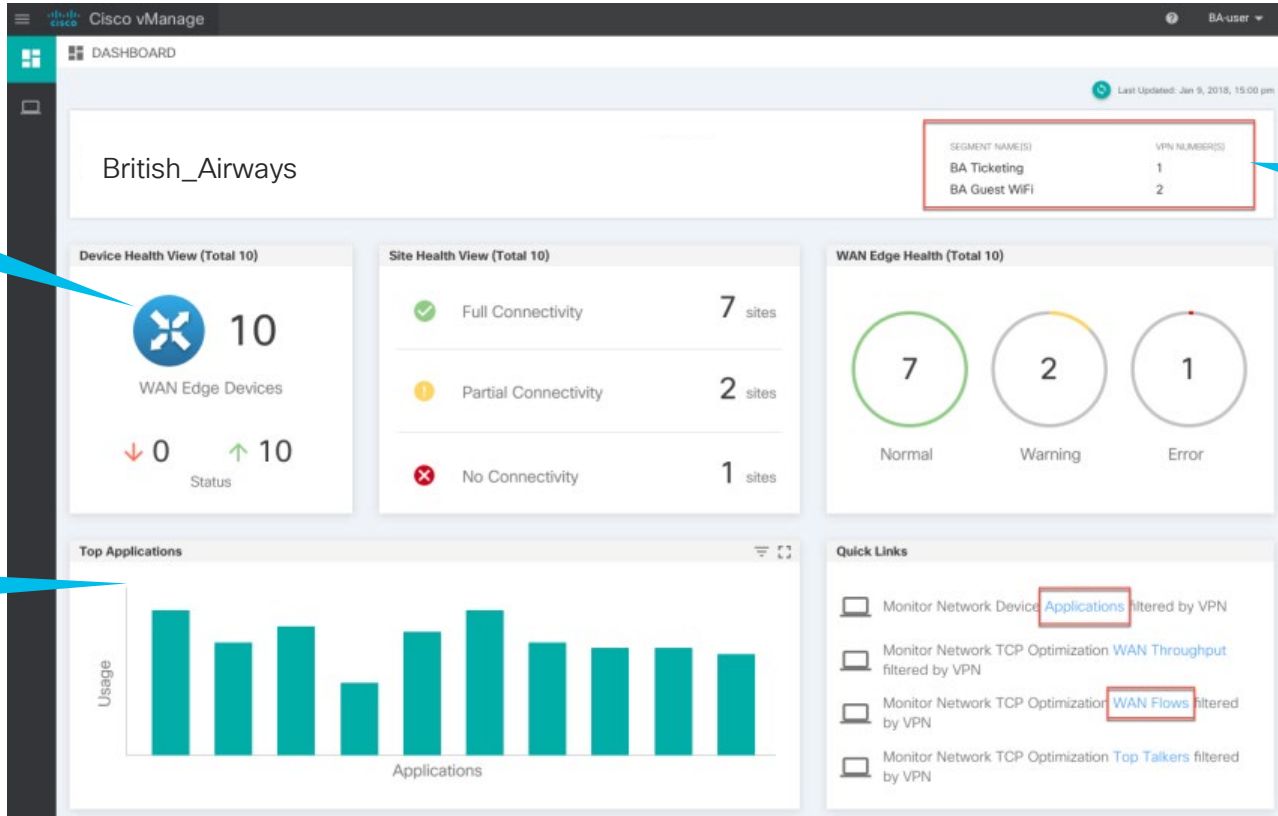 cisco Cisco vManage
BA-user
DASHBOARD
Last Updated: Jan 9, 2018, 15:00 pm
British_Airways
SEGMENT NAME(S) VPN NUMBER(S)
BA Ticketing 1
BA Guest WiFi 2
Device Health View (Total 10)
10
WAN Edge Devices
0 10
Status
Site Health View (Total 10)
Full Connectivity 7 sites
Partial Connectivity 2 sites
No Connectivity 1 sites
WAN Edge Health (Total 10)
7 2 1
Normal Warning Error
Top Applications
Usage
Applications
Quick Links
Monitor Network Device Applications filtered by VPN
Monitor Network TCP Optimization WAN Throughput
filtered by VPN
Monitor Network TCP Optimization WAN Flows filtered
by VPN
Monitor Network TCP Optimization Top Talkers filtered
by VPN